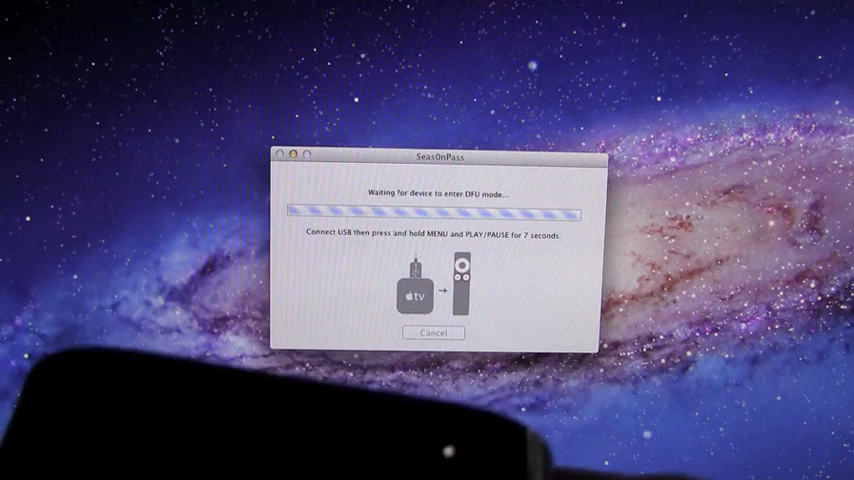 Seas0nPass
Waiting for device to enter DFU mode...
Connect USB then press and hold MENU and PLAY/PAUSE for 7 seconds.
tv
Cancel